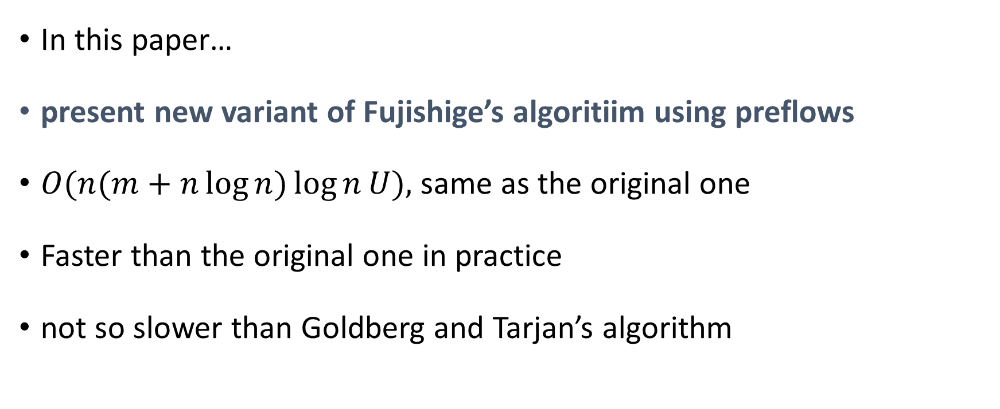 • In this paper…
• present new variant of Fujishige’s algoritiim using preflows
• O(n(m + n log n) log n U), same as the original one
• Faster than the original one in practice
• not so slower than Goldberg and Tarjan’s algorithm